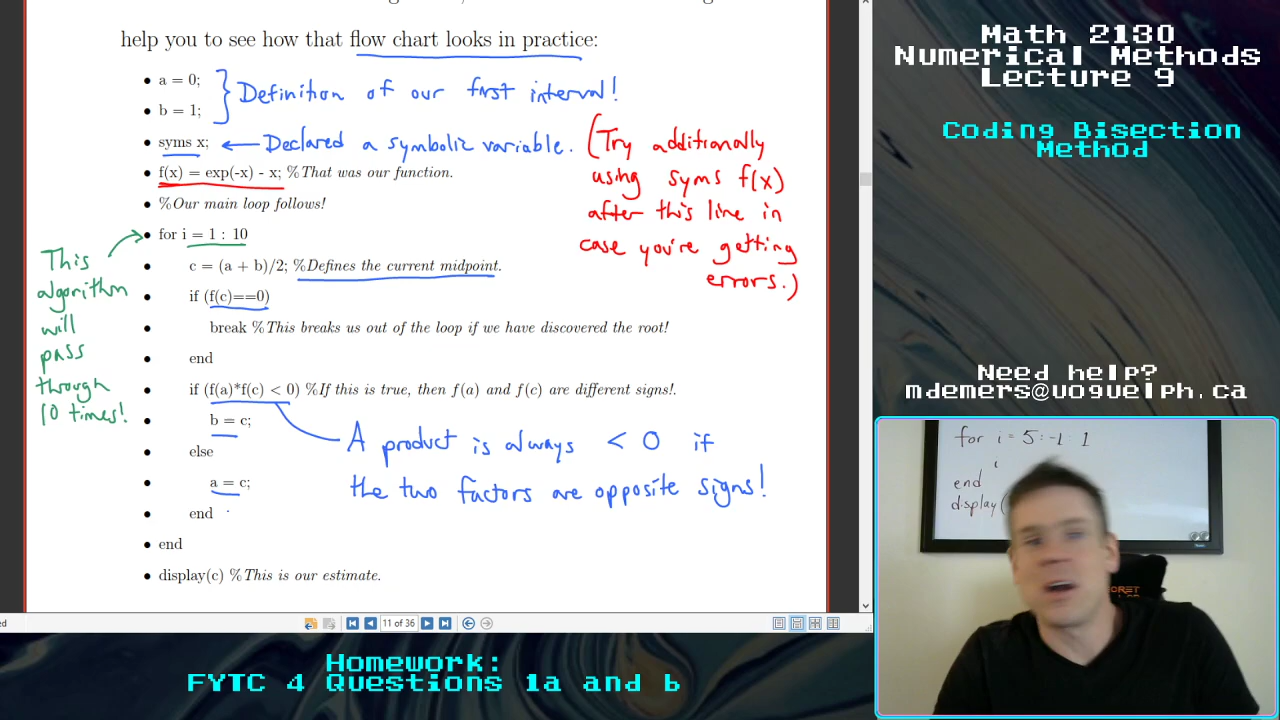 help you to see how that flow chart looks in practice:
• a = 0;
• b = 1;
Definition of our first interval!
• syms x;
← Declared a symbolic variable.
• f(x) = exp(-x) - x; %That was our function.
(Try additionally
using syms f(x)
after this line in
case you're getting
errors.)
• %Our main loop follows!
• for i = 1 : 10
This
algorithm
will
pass
through
10 times!
• c = (a + b)/2; %Defines the current midpoint.
• if (f(c)==0)
• break %This breaks us out of the loop if we have discovered the root!
• end
• if (f(a)*f(c) < 0) %If this is true, then f(a) and f(c) are different signs!.
• b = c;
• else
• a = c;
• end
A product is always < 0 if
the two factors are opposite signs!
• end
• display(c) %This is our estimate.
11 of 36
Math 2130
Numerical Methods
Lecture 9
Coding Bisection
Method
Need help?
mdemers@uoguelph.ca
for i = 5:-1:1
end
display(
Homework:
FYTC 4 Questions 1a and b